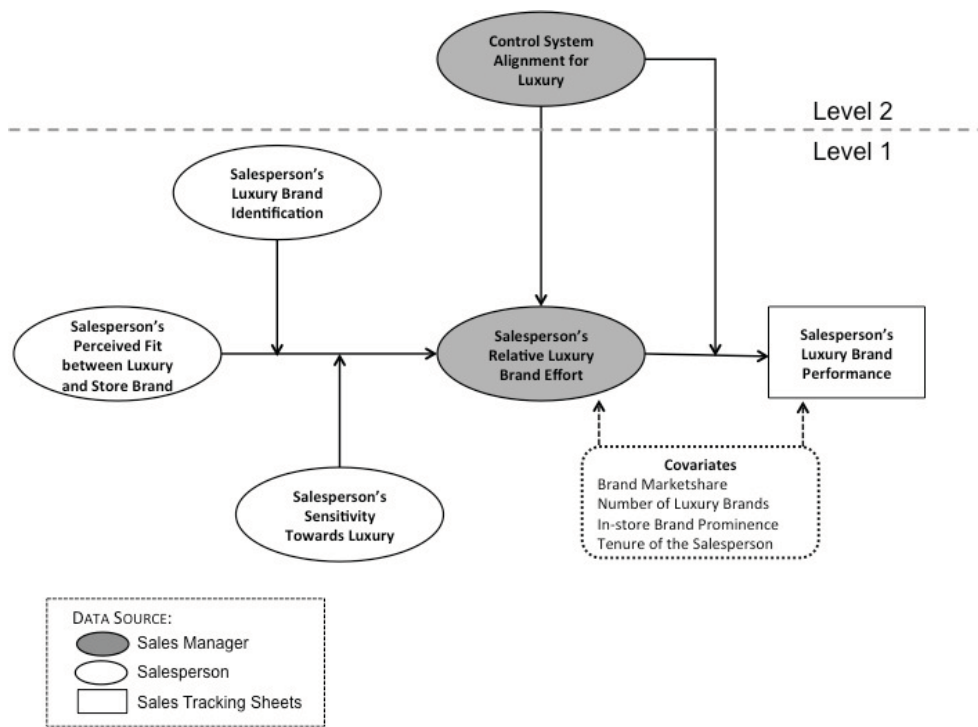 Control System
Alignment for
Luxury
Level 2
Level 1
Salesperson's
Luxury Brand
Identification
Salesperson's
Perceived Fit
between Luxury
and Store Brand
Salesperson's
Relative Luxury
Brand Effort
Salesperson's
Luxury Brand
Performance
Salesperson's
Sensitivity
Towards Luxury
Covariates
Brand Marketshare
Number of Luxury Brands
In-store Brand Prominence
Tenure of the Salesperson
DATA SOURCE:
Sales Manager
Salesperson
Sales Tracking Sheets